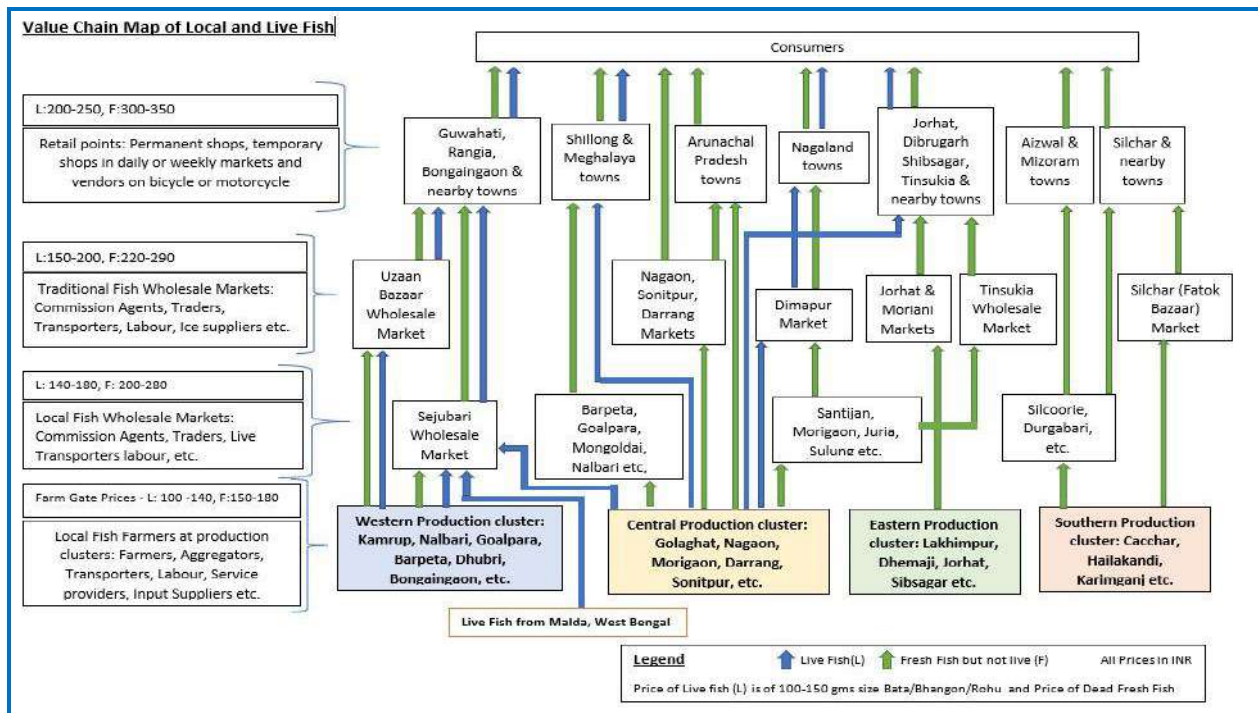 Value Chain Map of Local and Live Fish
Consumers
L:200-250, F:300-350
Retail points: Permanent shops, temporary
shops in daily or weekly markets and
vendors on bicycle or motorcycle
Guwahati,
Rangia,
Bongaingaon
& nearby towns
Shillong &
Meghalaya
towns
Arunachal
Pradesh
towns
Nagaland
towns
Jorhat,
Dibrugarh
Shibsagar,
Tinsukia &
nearby towns
Aizwal &
Mizoram
towns
Silchar &
nearby
towns
L:150-200, F:220-290
Traditional Fish Wholesale Markets:
Commission Agents, Traders,
Transporters, Labour, Ice suppliers etc.
Uzaan
Bazaar
Wholesale
Market
Nagaon,
Sonitpur,
Darrang
Markets
Dimapur
Market
Jorhat &
Moriani
Markets
Tinsukia
Wholesale
Market
Silchar (Fatok
Bazaar)
Market
L: 140-180, F: 200-280
Local Fish Wholesale Markets:
Commission Agents, Traders, Live
Transporters labour, etc.
Sejubari
Wholesale
Market
Barpeta,
Goalpara,
Mongoldai,
Nalbari etc,
Santijan,
Morigaon, Juria,
Sulung etc.
Silcoorie,
Durgabari,
etc.
Farm Gate Prices - L: 100 -140, F:150-180
Local Fish Farmers at production
clusters: Farmers, Aggregators,
Transporters, Labour, Service
providers, Input Suppliers etc.
Western Production cluster:
Kamrup, Nalbari, Goalpara,
Barpeta, Dhubri,
Bongaingaon, etc.
Central Production cluster:
Golaghat, Nagaon,
Morigaon, Darrang,
Sonitpur, etc.
Eastern Production
cluster: Lakhimpur,
Dhemaji, Jorhat,
Sibsagar etc.
Southern Production
cluster: Cacchar,
Hailakandi,
Karimganj etc.
Live Fish from Malda, West Bengal
Legend
Live Fish(L) Fresh Fish but not live (F) All Prices in INR
Price of Live fish (L) is of 100-150 gms size Bata/Bhangon/Rohu and Price of Dead Fresh Fish